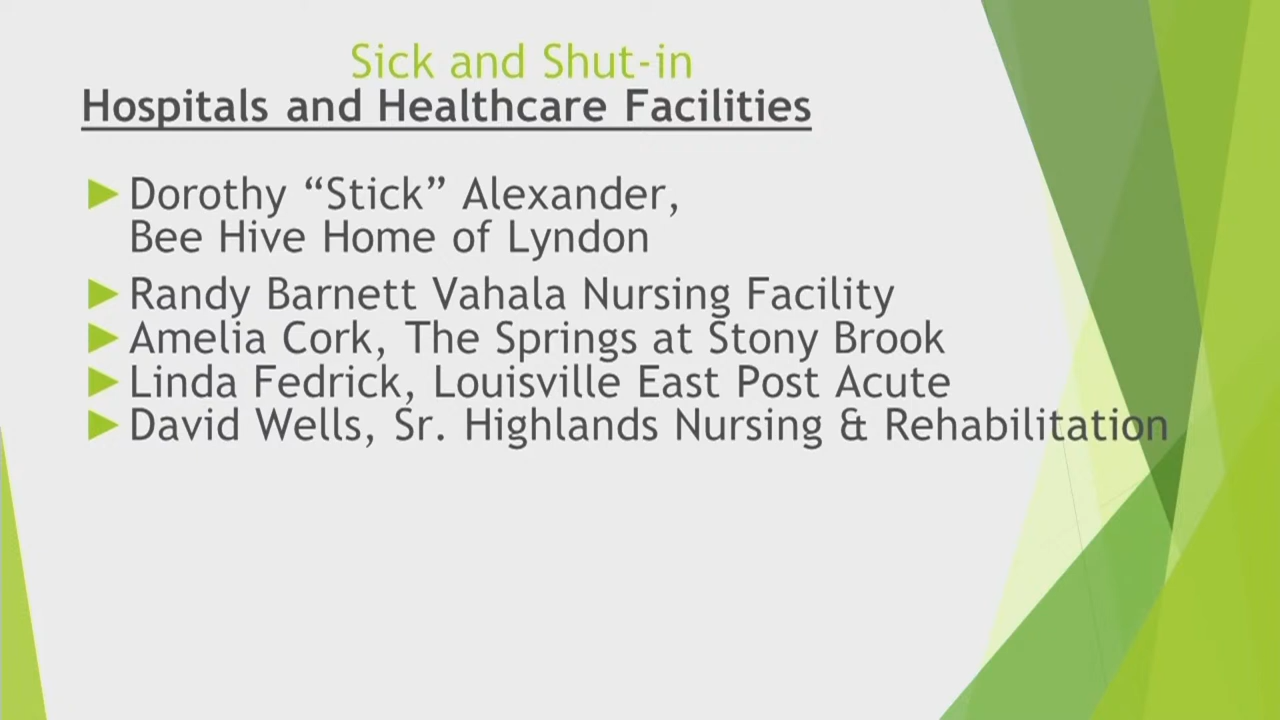 Sick and Shut-in
Hospitals and Healthcare Facilities
Dorothy “Stick” Alexander,
Bee Hive Home of Lyndon
Randy Barnett Vahala Nursing Facility
Amelia Cork, The Springs at Stony Brook
Linda Fedrick, Louisville East Post Acute
David Wells, Sr. Highlands Nursing & Rehabilitation